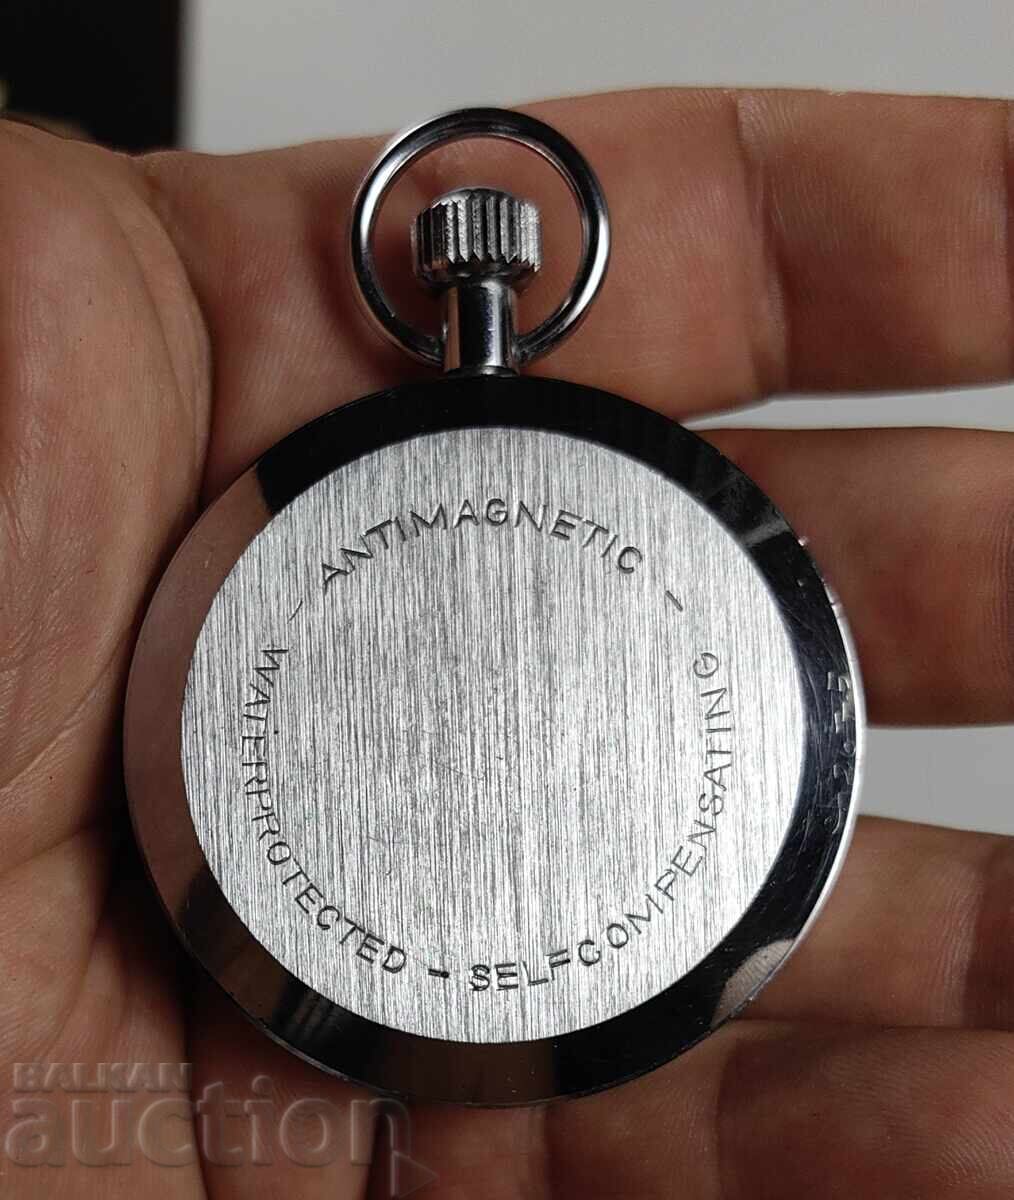 - ANTIMAGNETIC -
WATERPROTECTED - SELFCOMPENSATING
BALKAN
auction